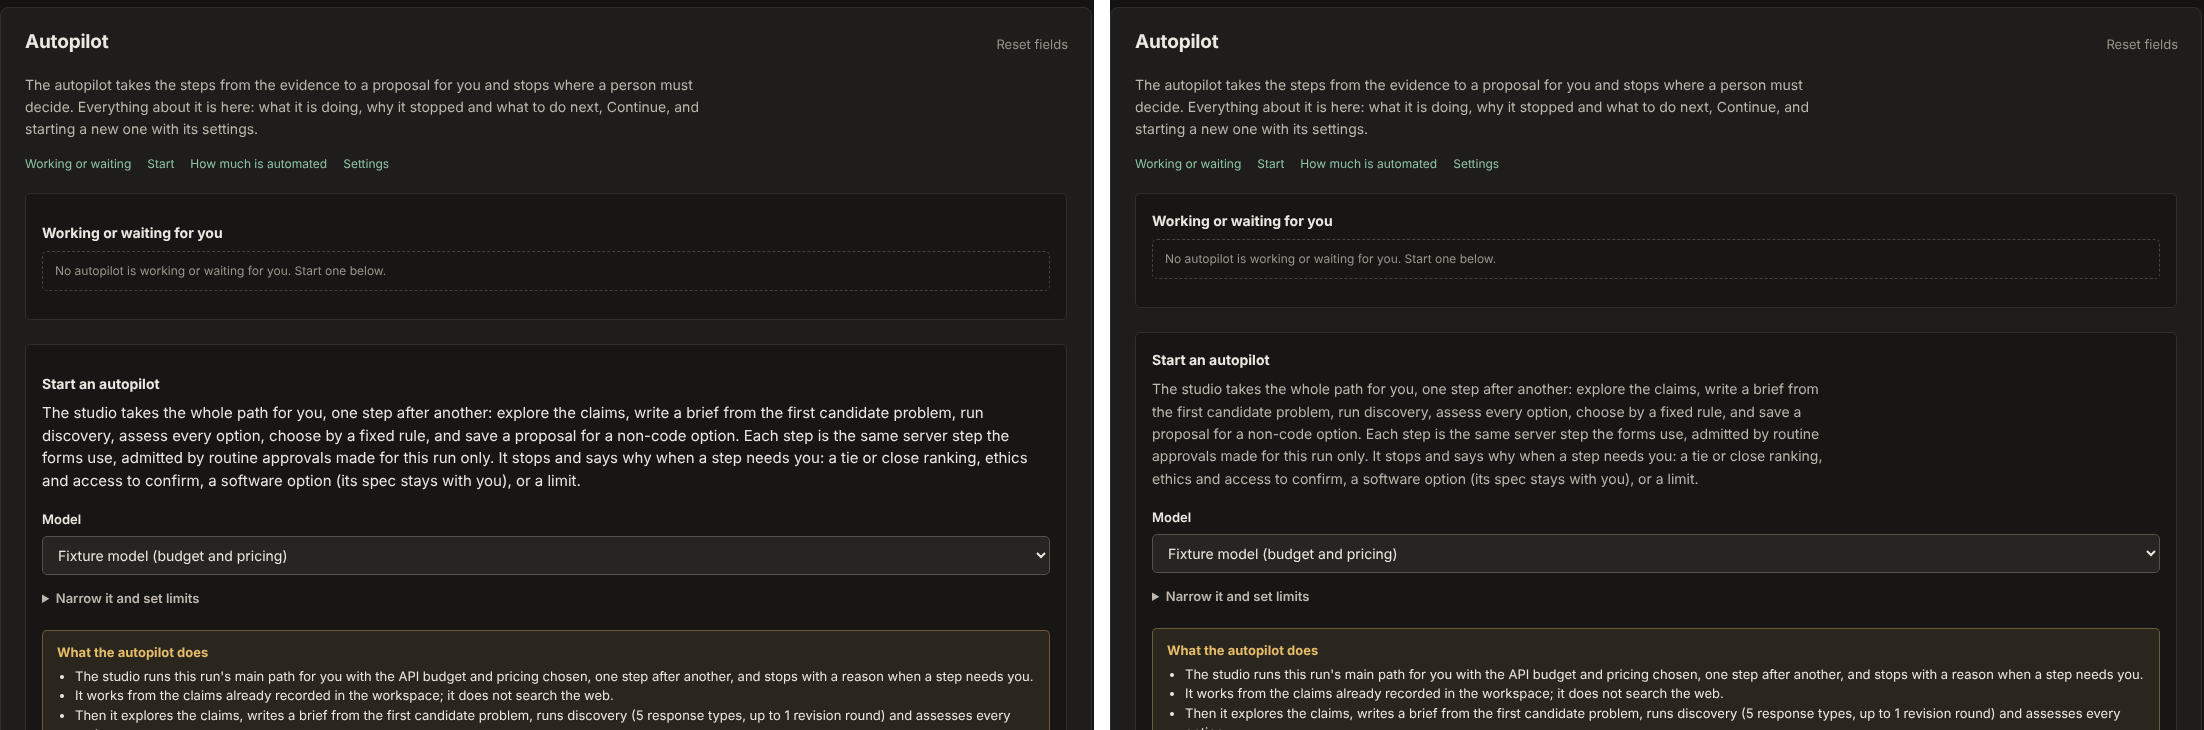 Autopilot
Reset fields
The autopilot takes the steps from the evidence to a proposal for you and stops where a person must
decide. Everything about it is here: what it is doing, why it stopped and what to do next, Continue, and
starting a new one with its settings.
Working or waiting Start How much is automated Settings
Working or waiting for you
No autopilot is working or waiting for you. Start one below.
Start an autopilot
The studio takes the whole path for you, one step after another: explore the claims, write a brief from the first candidate problem, run
discovery, assess every option, choose by a fixed rule, and save a proposal for a non-code option. Each step is the same server step the
forms use, admitted by routine approvals made for this run only. It stops and says why when a step needs you: a tie or close ranking, ethics
and access to confirm, a software option (its spec stays with you), or a limit.
Model
Fixture model (budget and pricing)
Narrow it and set limits
What the autopilot does
• The studio runs this run's main path for you with the API budget and pricing chosen, one step after another, and stops with a reason when a step needs you.
• It works from the claims already recorded in the workspace; it does not search the web.
• Then it explores the claims, writes a brief from the first candidate problem, runs discovery (5 response types, up to 1 revision round) and assesses every
Autopilot
Reset fields
The autopilot takes the steps from the evidence to a proposal for you and stops where a person must
decide. Everything about it is here: what it is doing, why it stopped and what to do next, Continue, and
starting a new one with its settings.
Working or waiting Start How much is automated Settings
Working or waiting for you
No autopilot is working or waiting for you. Start one below.
Start an autopilot
The studio takes the whole path for you, one step after another: explore the claims, write a brief from
the first candidate problem, run discovery, assess every option, choose by a fixed rule, and save a
proposal for a non-code option. Each step is the same server step the forms use, admitted by routine
approvals made for this run only. It stops and says why when a step needs you: a tie or close ranking,
ethics and access to confirm, a software option (its spec stays with you), or a limit.
Model
Fixture model (budget and pricing)
Narrow it and set limits
What the autopilot does
• The studio runs this run's main path for you with the API budget and pricing chosen, one step after another, and stops with a reason when a step needs you.
• It works from the claims already recorded in the workspace; it does not search the web.
• Then it explores the claims, writes a brief from the first candidate problem, runs discovery (5 response types, up to 1 revision round) and assesses every